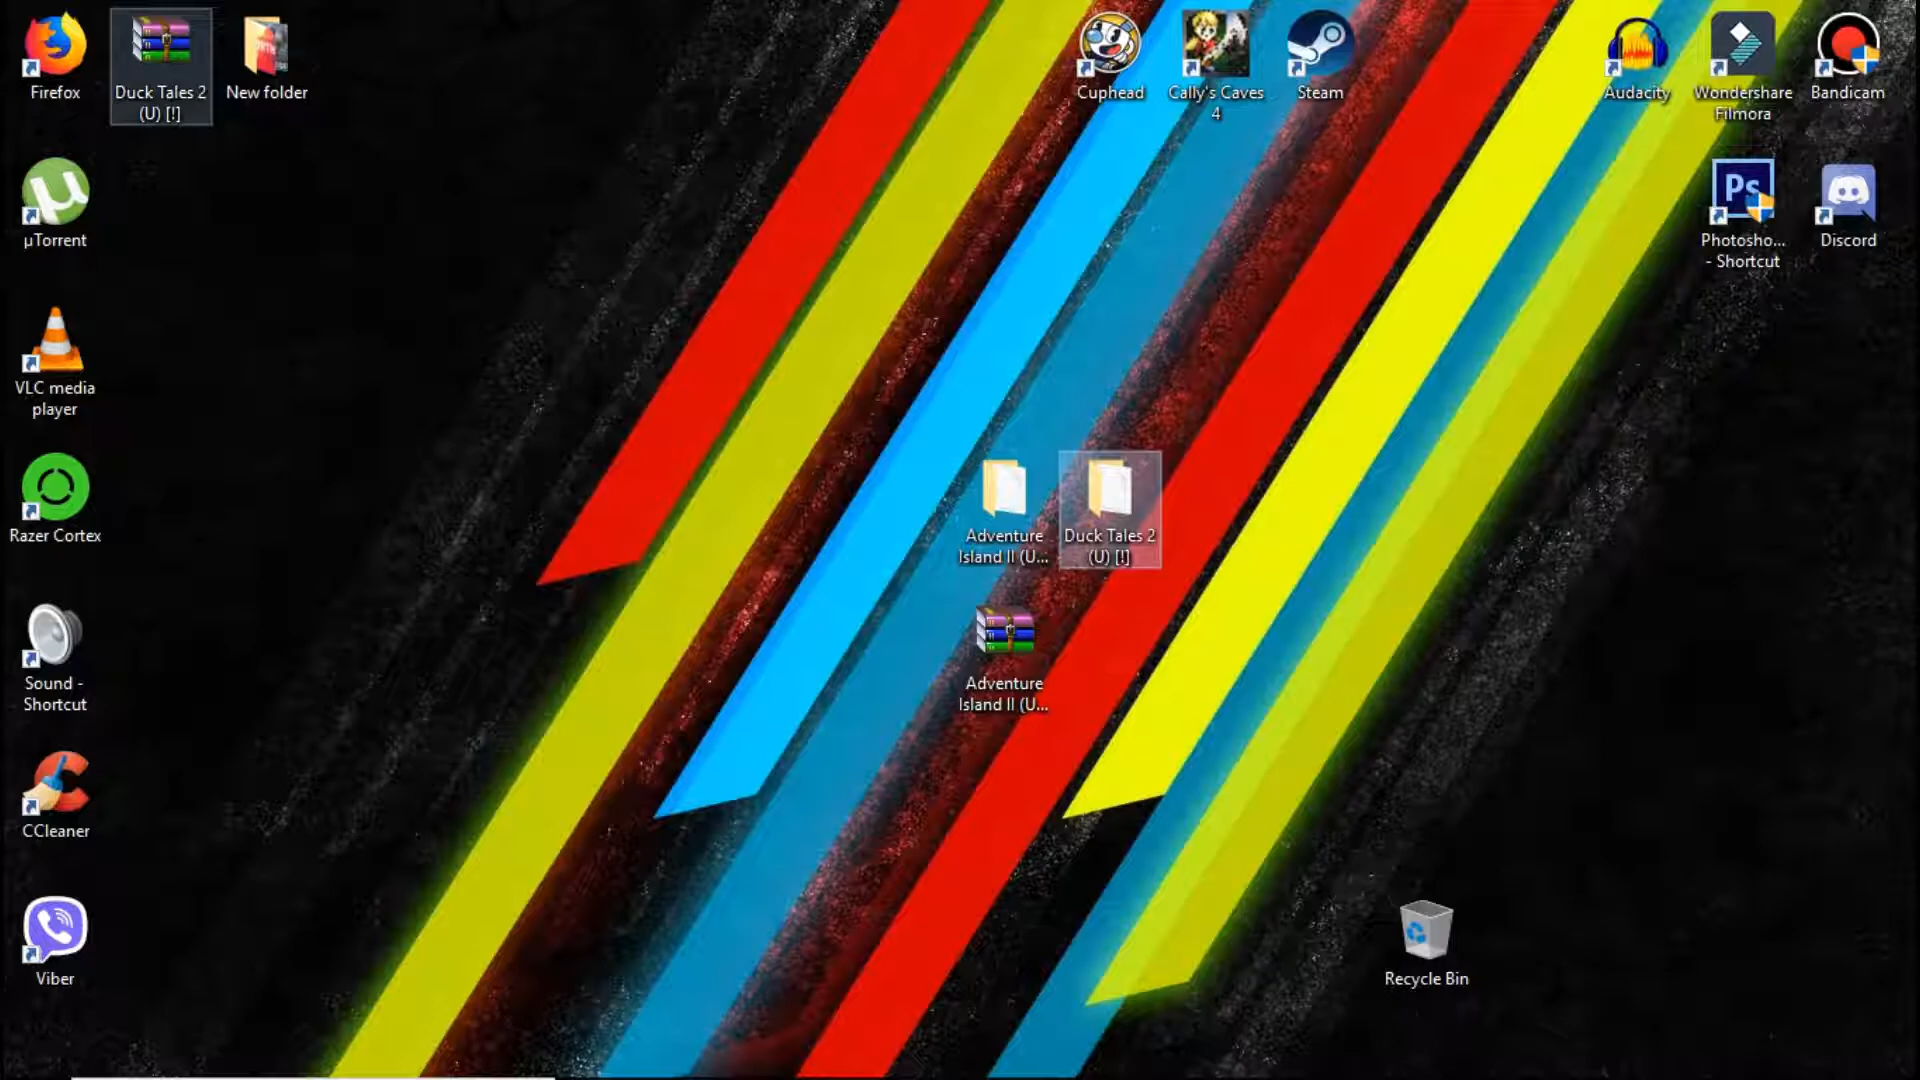 Firefox
Duck Tales 2
(U) [!]
New folder
Cuphead
Cally's Caves
4
Steam
Audacity
Wondershare
Filmora
Bandicam
µTorrent
Ps
Photosho...
- Shortcut
Discord
VLC media
player
Razer Cortex
Adventure
Island II (U...
Duck Tales 2
(U) [!]
Sound -
Shortcut
Adventure
Island II (U...
CCleaner
Viber
Recycle Bin